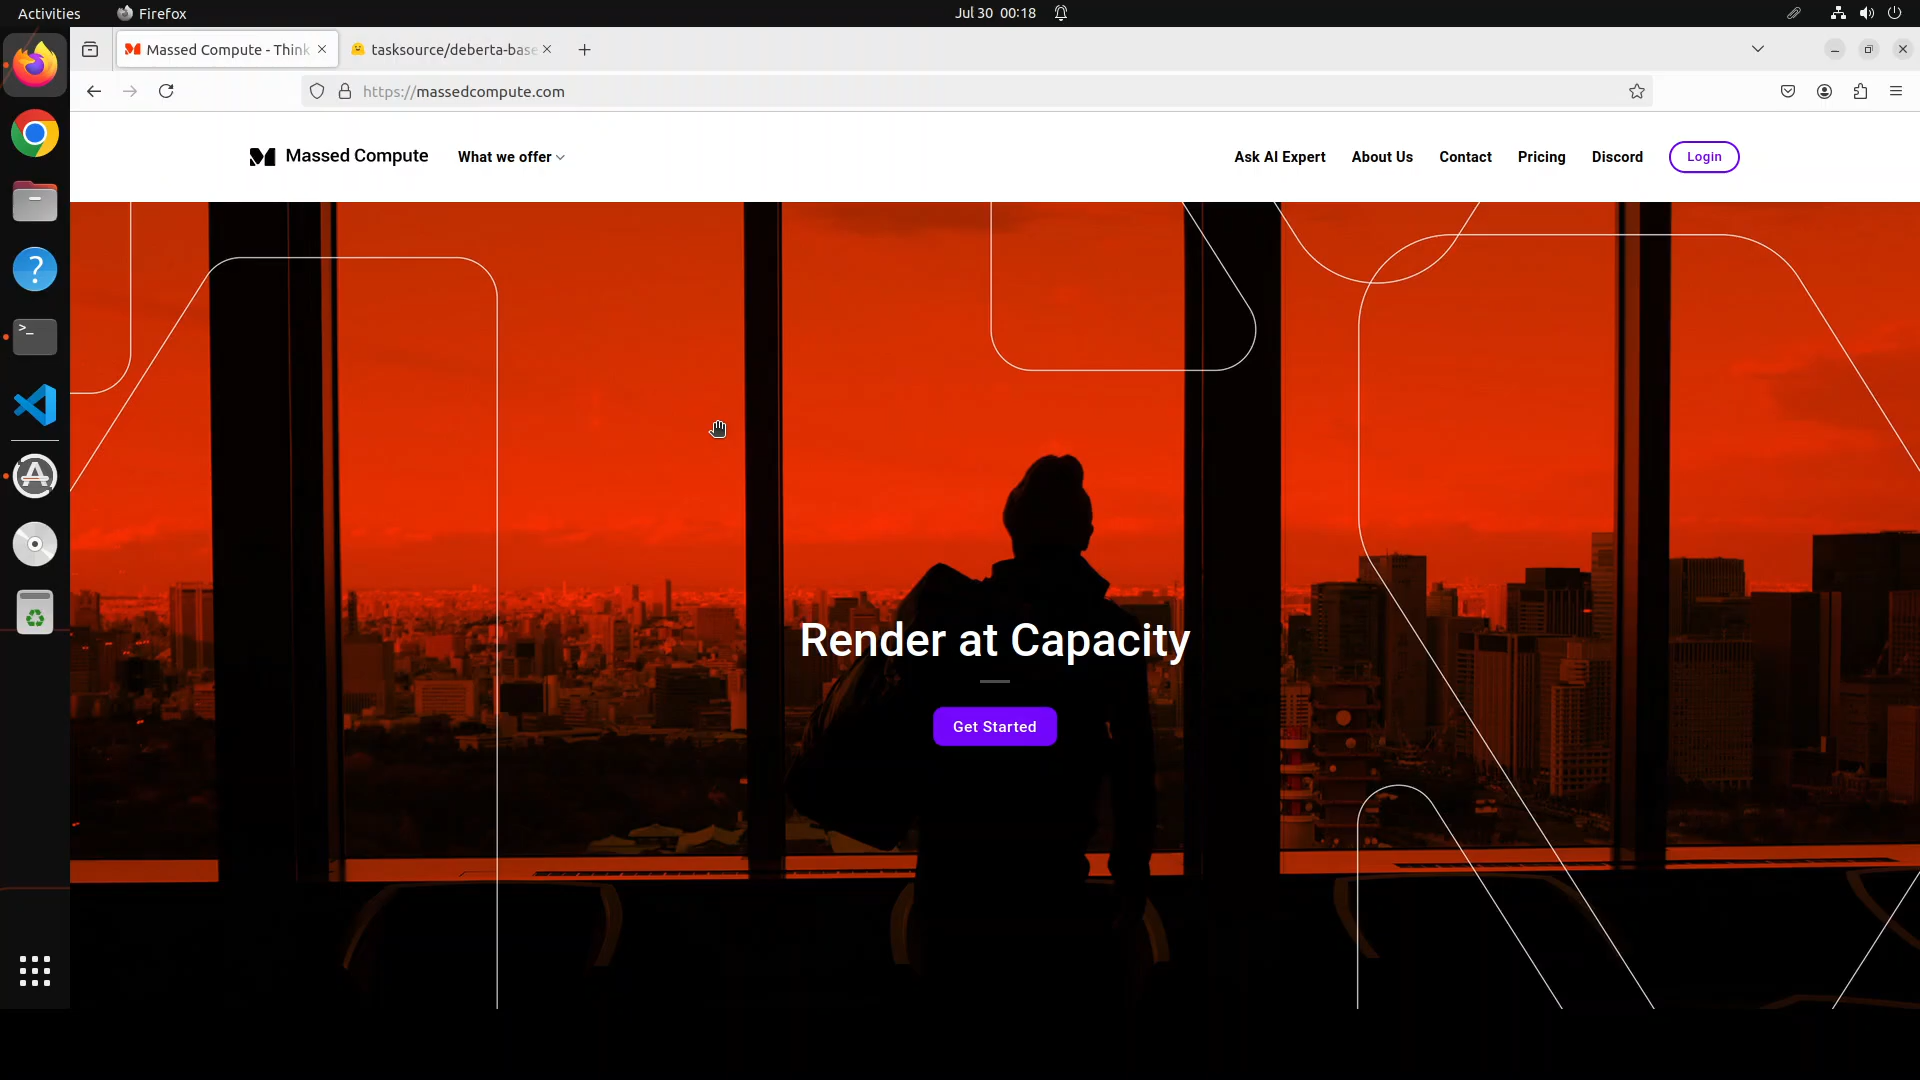 Activities
Firefox
Jul 30 00:18
Massed Compute - Think
tasksource/deberta-base
https://massedcompute.com
Massed Compute
What we offer
Ask AI Expert
About Us
Contact
Pricing
Discord
Login
Render at Capacity
Get Started